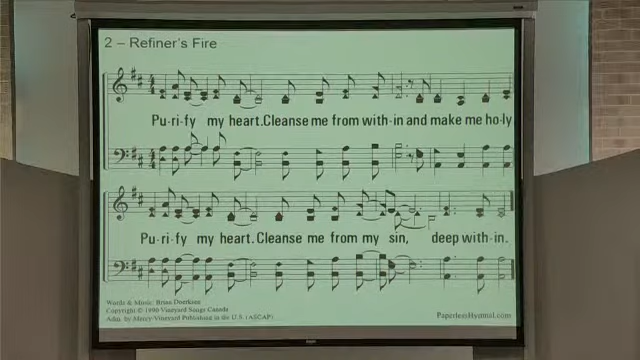 2 – Refiner's Fire
Pu-ri-fy my heart. Cleanse me from with-in and make me ho-ly
Pu-ri-fy my heart. Cleanse me from my sin, deep with-in.
Words & Music: Brian Doerksen
Copyright © 1990 Vineyard Songs Canada
Adm. by Mercy/Vineyard Publishing in the U.S. (ASCAP)
PaperlessHymnal.com